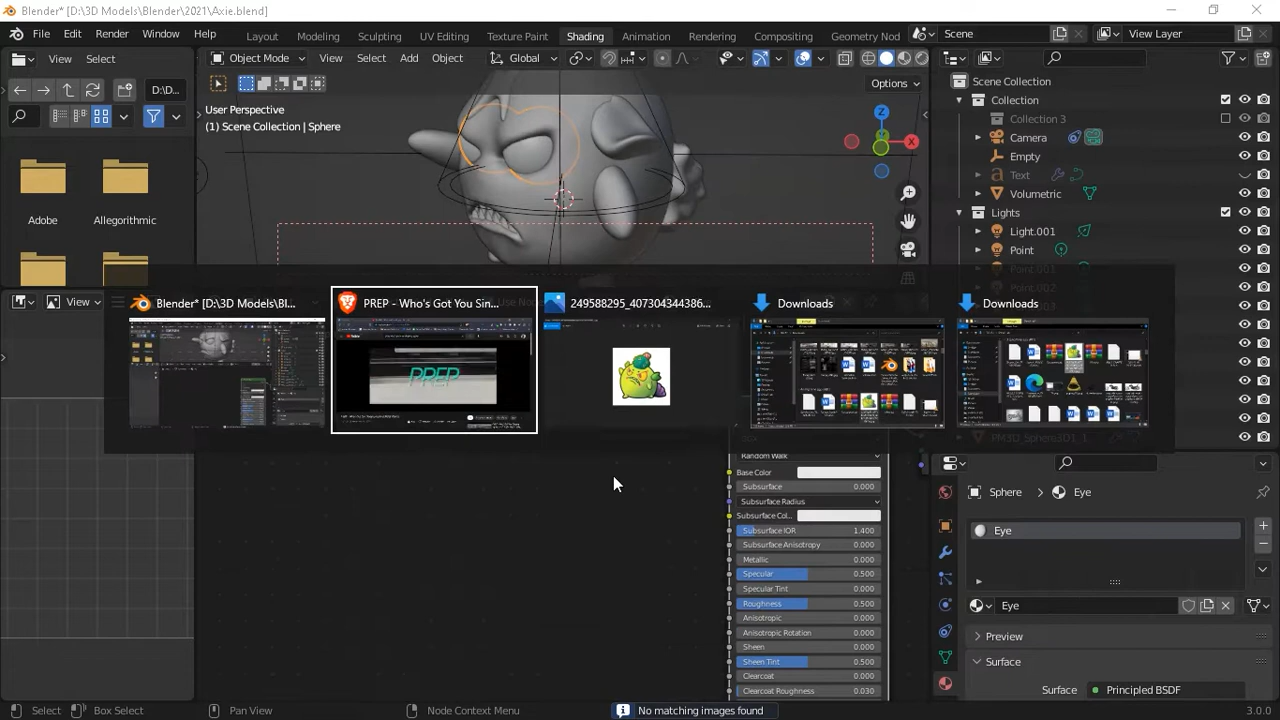 Blender* [D:\3D Models\Blender\2021\Axie.blend]
File Edit Render Window Help Layout Modeling Sculpting UV Editing Texture Paint Shading Animation Rendering Compositing Geometry Nod Scene View Layer
View Select Object Mode View Select Add Object Global
D:\D... Options
User Perspective
(1) Scene Collection | Sphere
Z
X
Adobe
Allegorithmic
Scene Collection
Collection
Collection 3
Camera
Empty
Text
Volumetric
Lights
Light.001
Point
Point.001
View
Blender* [D:\3D Models\Bl...
PREP - Who's Got You Sin...
249588295_407304344386...
Downloads
Downloads
PREP
PM3D_Sphere3D1_1
Random Walk
Base Color
Subsurface 0.000
Subsurface Radius
Subsurface Col...
Subsurface IOR 1.400
Subsurface Anisotropy 0.000
Metallic 0.000
Specular 0.500
Specular Tint 0.000
Roughness 0.500
Anisotropic 0.000
Anisotropic Rotation 0.000
Sheen 0.000
Sheen Tint 0.500
Clearcoat 0.000
Clearcoat Roughness 0.030
Sphere Eye
Eye
Eye
Preview
Surface
Surface Principled BSDF
Select Box Select Pan View Node Context Menu No matching images found 3.0.0